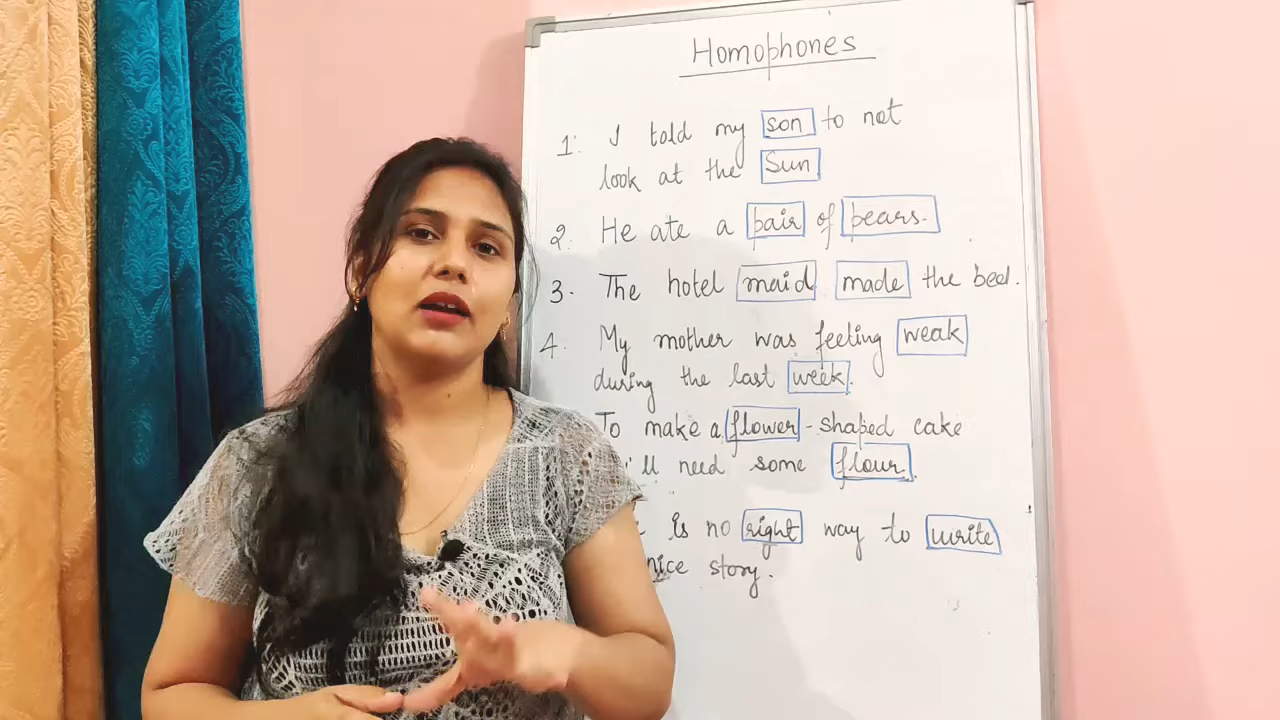 Homophones
1. I told my son to not
look at the Sun
2. He ate a pair of pears.
3. The hotel maid made the bed.
4. My mother was feeling weak
during the last week.
To make a flower-shaped cake
'll need some flour.
is no right way to write
nice story.